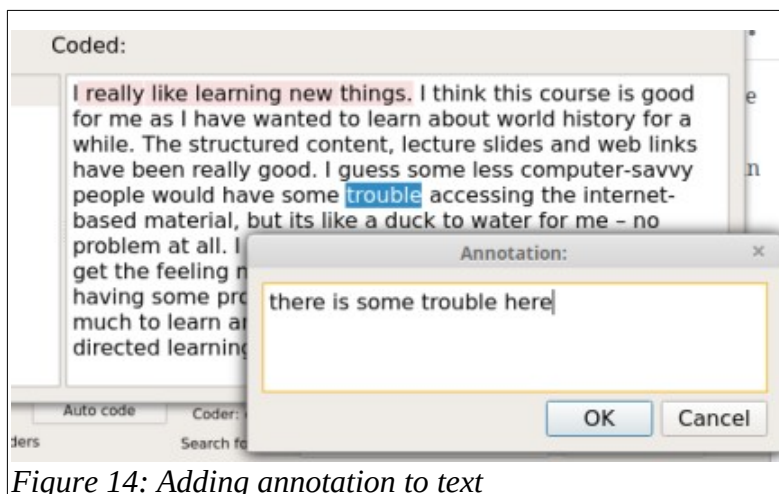 Coded:
I really like learning new things. I think this course is good
for me as I have wanted to learn about world history for a
while. The structured content, lecture slides and web links
have been really good. I guess some less computer-savvy
people would have some trouble accessing the internet-
based material, but its like a duck to water for me – no
problem at all. I
get the feeling
having some
much to learn
directed learning
Annotation:
there is some trouble here
OK Cancel
Auto code Coder:
Search
Figure 14: Adding annotation to text